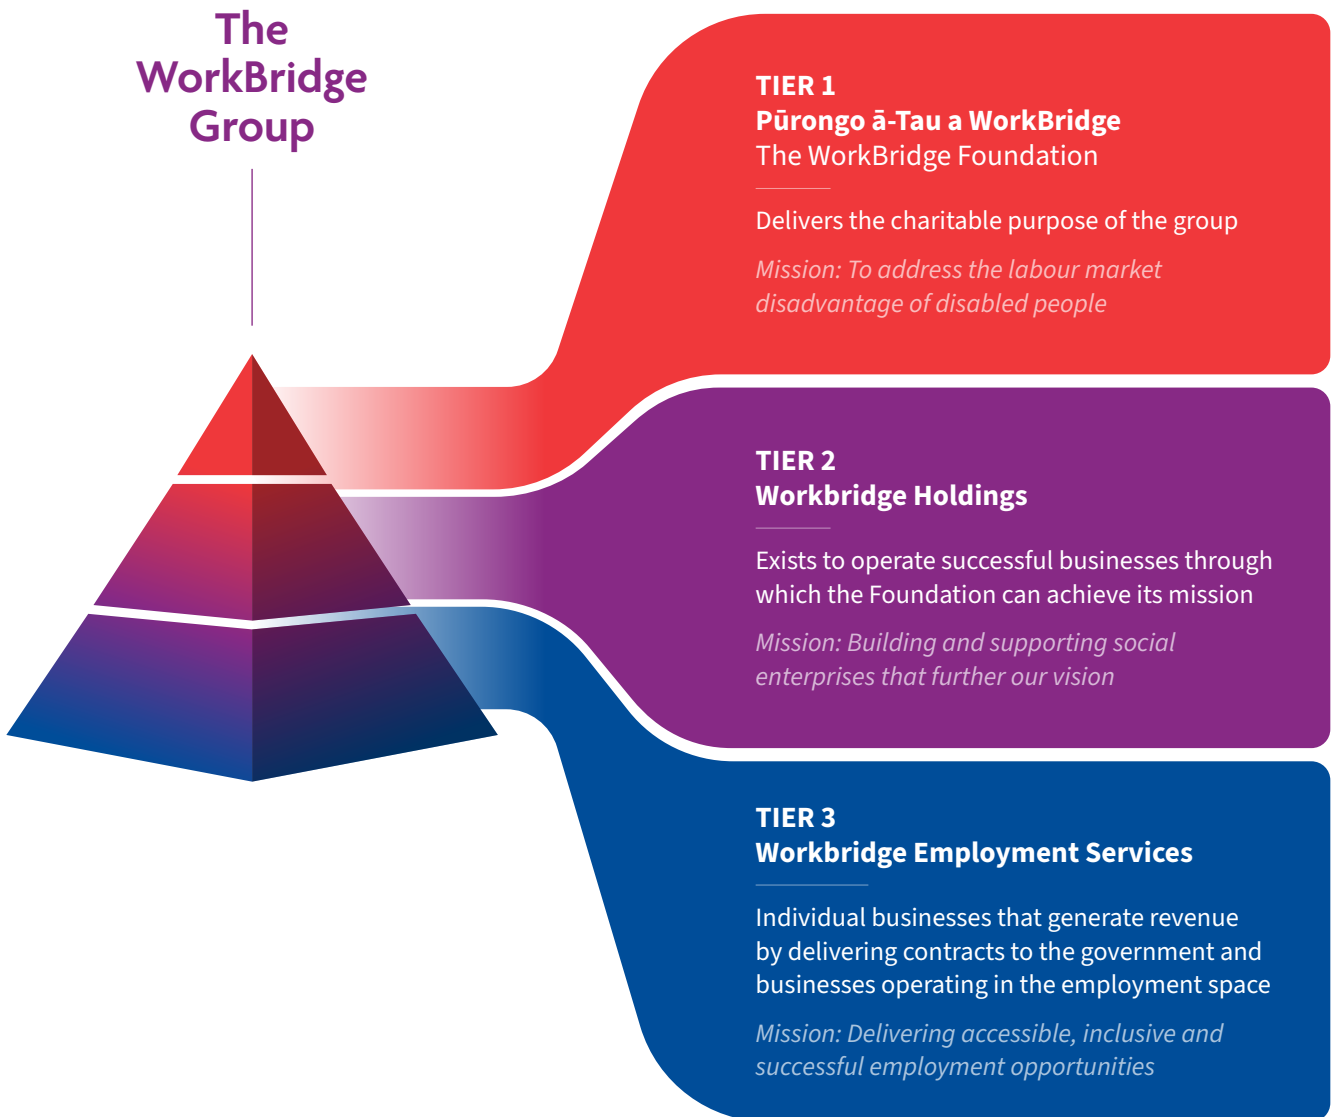 The
WorkBridge
Group
TIER 1
Pūrongo ā-Tau a WorkBridge
The WorkBridge Foundation
Delivers the charitable purpose of the group
Mission: To address the labour market
disadvantage of disabled people
TIER 2
Workbridge Holdings
Exists to operate successful businesses through
which the Foundation can achieve its mission
Mission: Building and supporting social
enterprises that further our vision
TIER 3
Workbridge Employment Services
Individual businesses that generate revenue
by delivering contracts to the government and
businesses operating in the employment space
Mission: Delivering accessible, inclusive and
successful employment opportunities